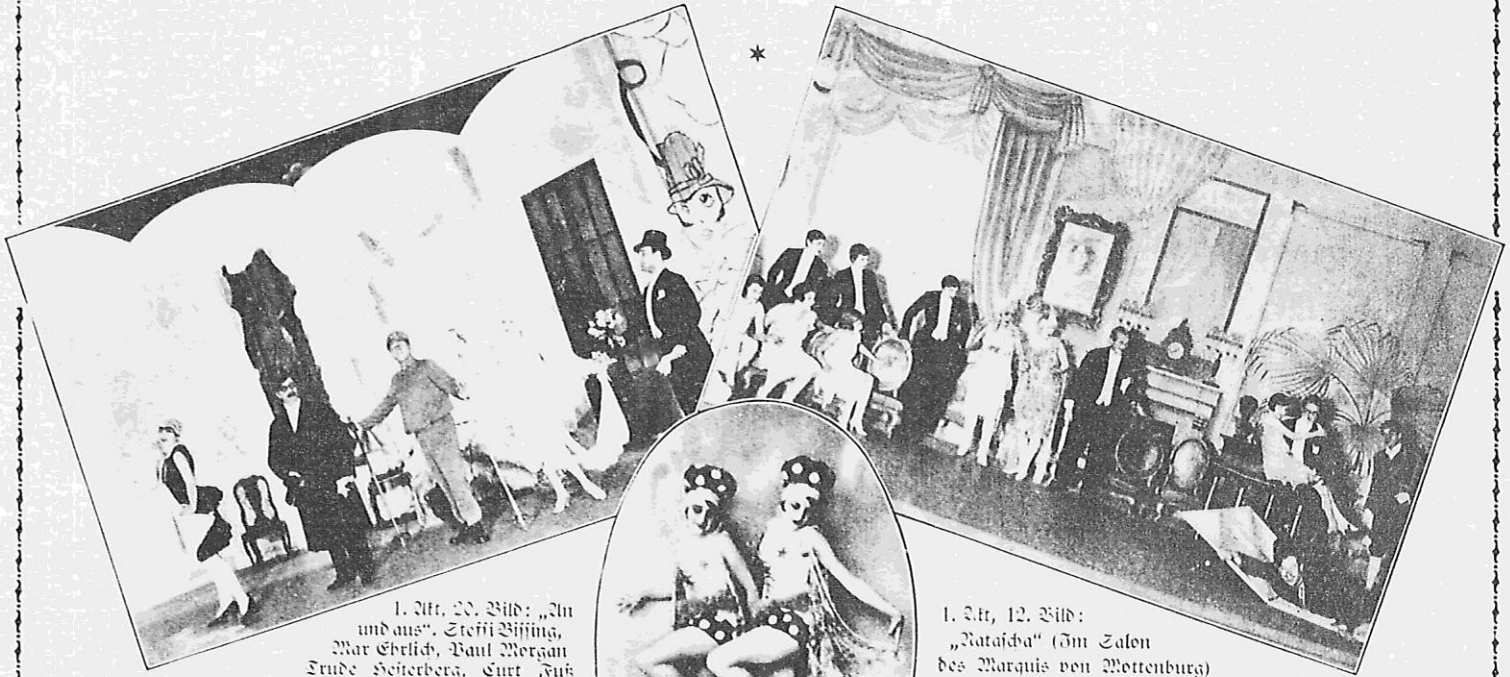 1. Akt, 20. Bild: „An
und aus“. Steffi Bissing,
Max Ehrlich, Paul Morgan
Trude Hesterberg, Curt Fuß
1. Akt, 12. Bild:
„Natascha“ (Im Salon
des Marquis von Mottenburg)